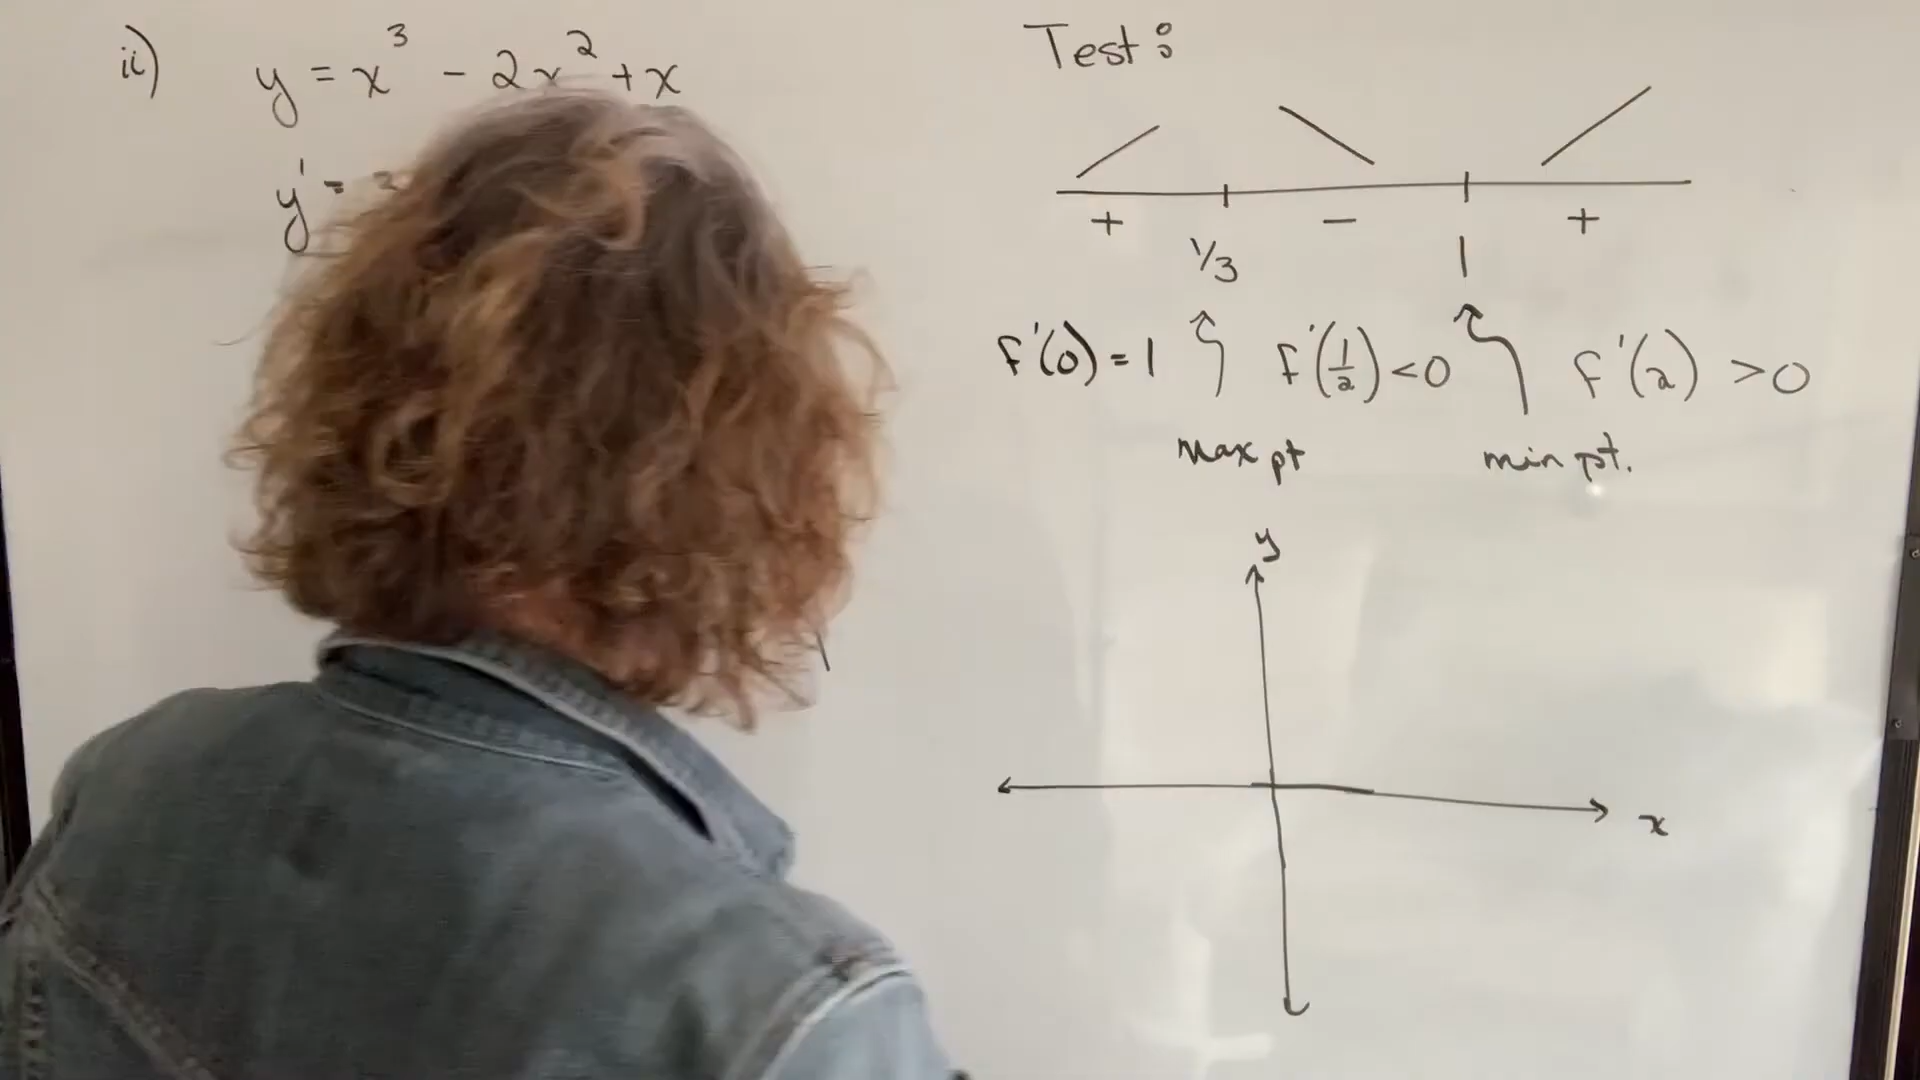 ii) y = x³ - 2x² + x
y' =
Test:
+ 1/3 - 1 +
f'(0) = 1 f'(1/2) < 0 f'(2) > 0
max pt min pt.
y
x